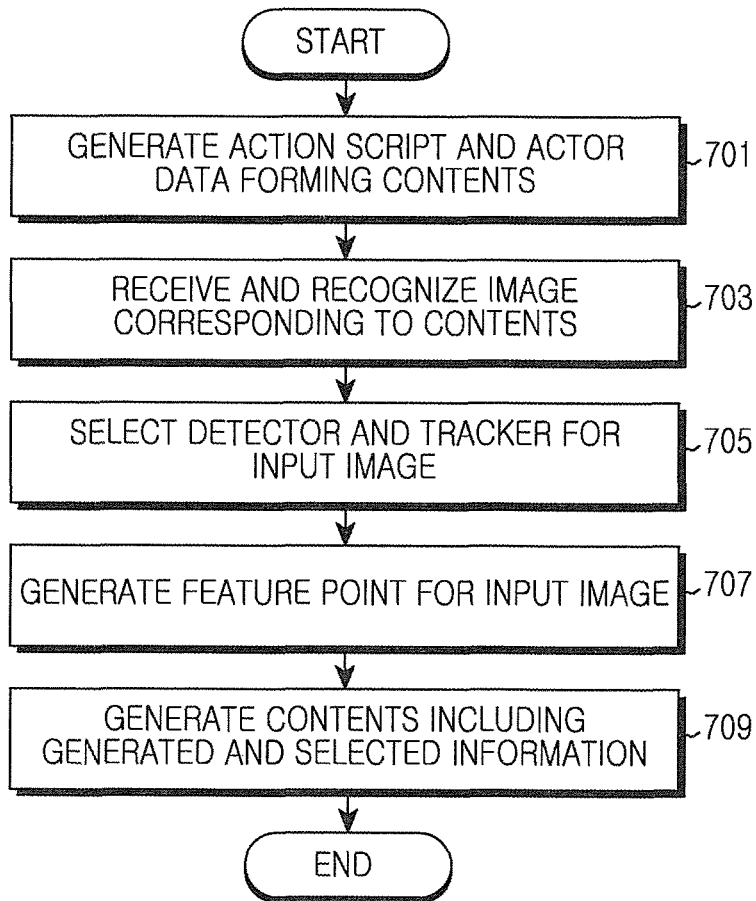 START
GENERATE ACTION SCRIPT AND ACTOR
DATA FORMING CONTENTS
701
RECEIVE AND RECOGNIZE IMAGE
CORRESPONDING TO CONTENTS
703
SELECT DETECTOR AND TRACKER FOR
INPUT IMAGE
705
GENERATE FEATURE POINT FOR INPUT IMAGE
707
GENERATE CONTENTS INCLUDING
GENERATED AND SELECTED INFORMATION
709
END